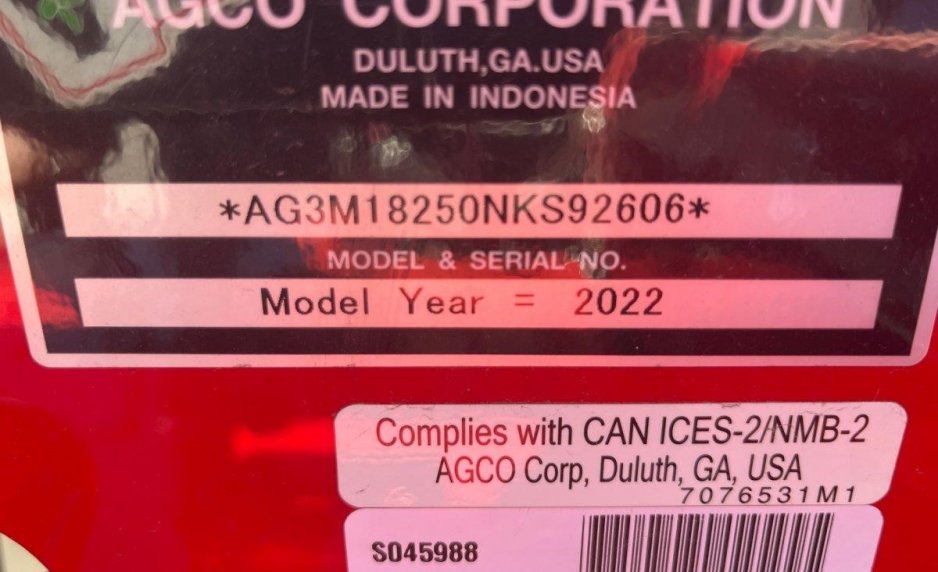 AGCO CORPORATION
DULUTH,GA.USA
MADE IN INDONESIA
*AG3M18250NKS92606*
MODEL & SERIAL NO.
Model Year = 2022
Complies with CAN ICES-2/NMB-2
AGCO Corp, Duluth, GA, USA
7076531M1
S045988